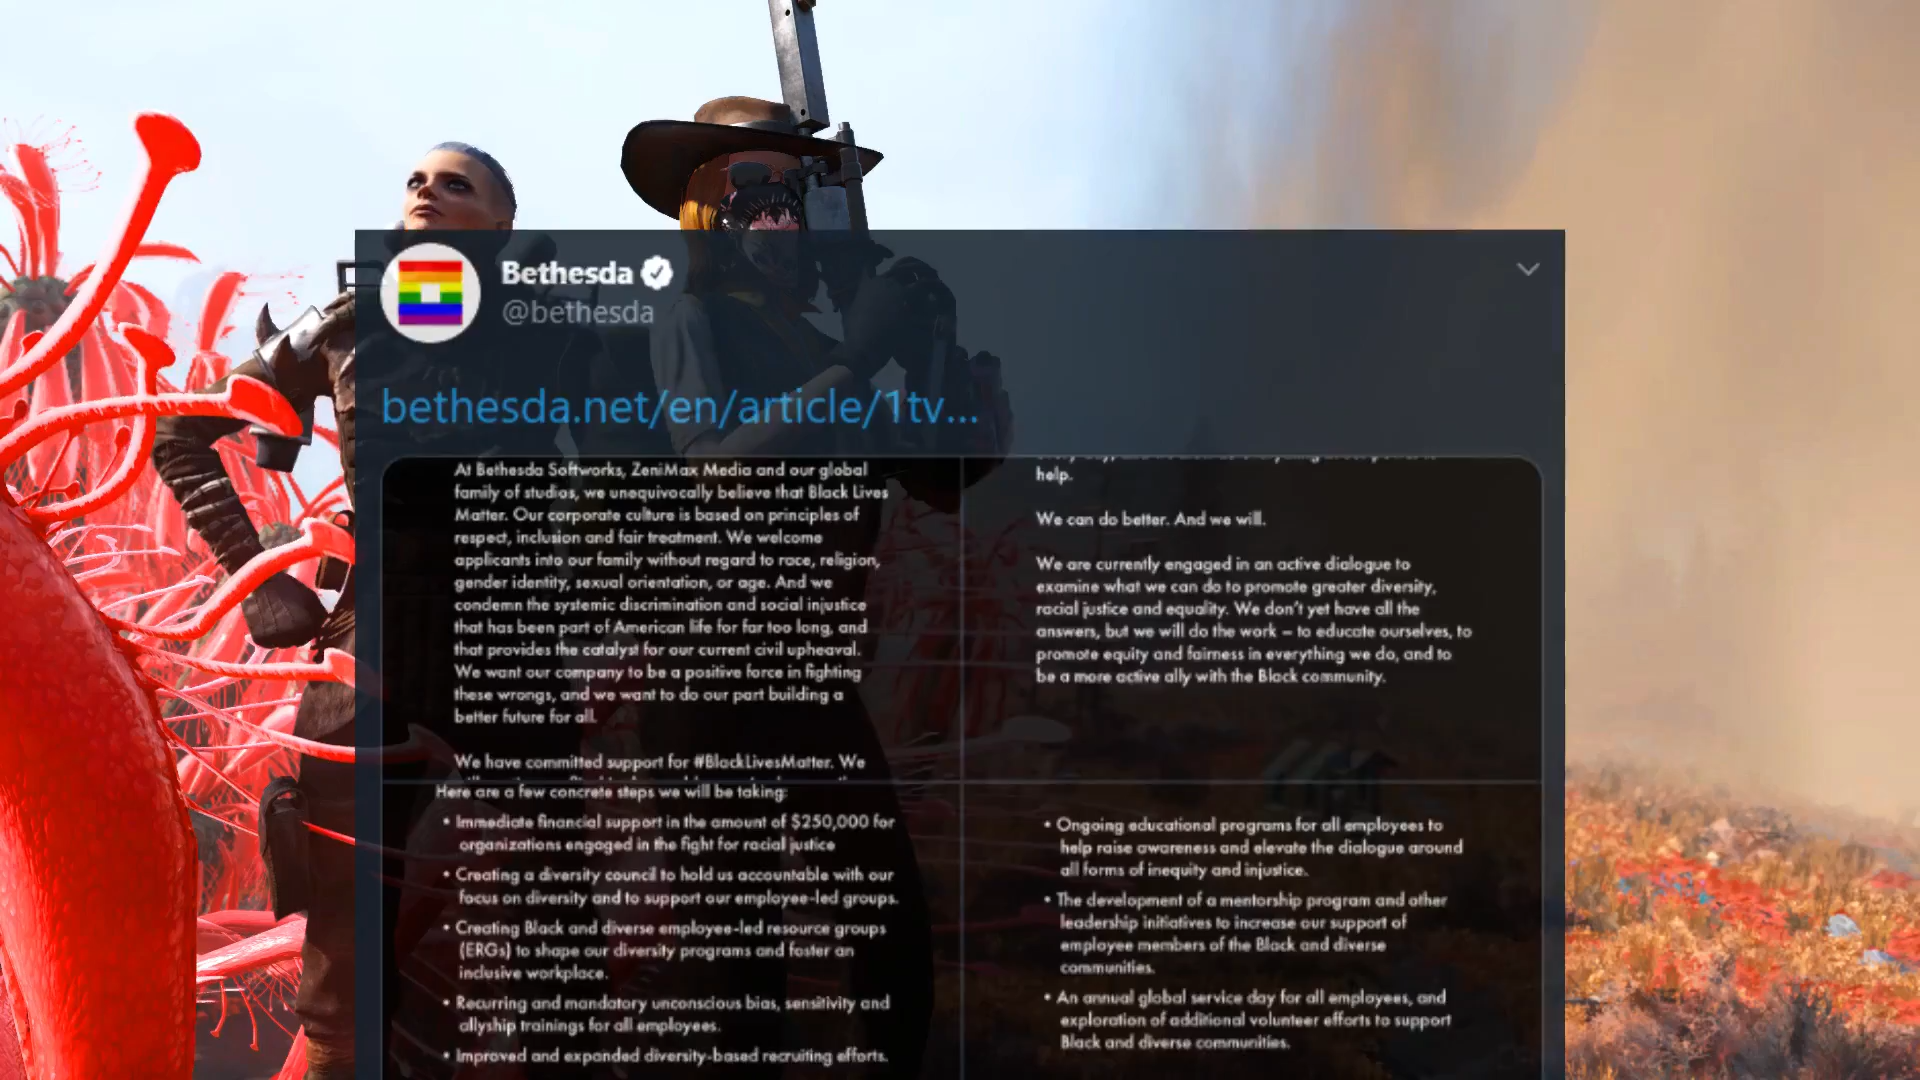 Bethesda
@bethesda
bethesda.net/en/article/1tv...
At Bethesda Softworks, ZeniMax Media and our global
family of studios, we unequivocally believe that Black Lives
Matter. Our corporate culture is based on principles of
respect, inclusion and fair treatment. We welcome
applicants into our family without regard to race, religion,
gender identity, sexual orientation, or age. And we
condemn the systemic discrimination and social injustice
that has been part of American life for far too long, and
that provides the catalyst for our current civil upheaval.
We want our company to be a positive force in fighting
these wrongs, and we want to do our part building a
better future for all.
We have committed support for #BlackLivesMatter. We
help.
We can do better. And we will.
We are currently engaged in an active dialogue to
examine what we can do to promote greater diversity,
racial justice and equality. We don't yet have all the
answers, but we will do the work – to educate ourselves, to
promote equity and fairness in everything we do, and to
be a more active ally with the Black community.
Here are a few concrete steps we will be taking:
• Immediate financial support in the amount of $250,000 for
organizations engaged in the fight for racial justice
• Creating a diversity council to hold us accountable with our
focus on diversity and to support our employee-led groups.
• Creating Black and diverse employee-led resource groups
(ERGs) to shape our diversity programs and foster an
inclusive workplace.
• Recurring and mandatory unconscious bias, sensitivity and
allyship trainings for all employees.
• Improved and expanded diversity-based recruiting efforts.
• Ongoing educational programs for all employees to
help raise awareness and elevate the dialogue around
all forms of inequity and injustice.
• The development of a mentorship program and other
leadership initiatives to increase our support of
employee members of the Black and diverse
communities.
• An annual global service day for all employees, and
exploration of additional volunteer efforts to support
Black and diverse communities.